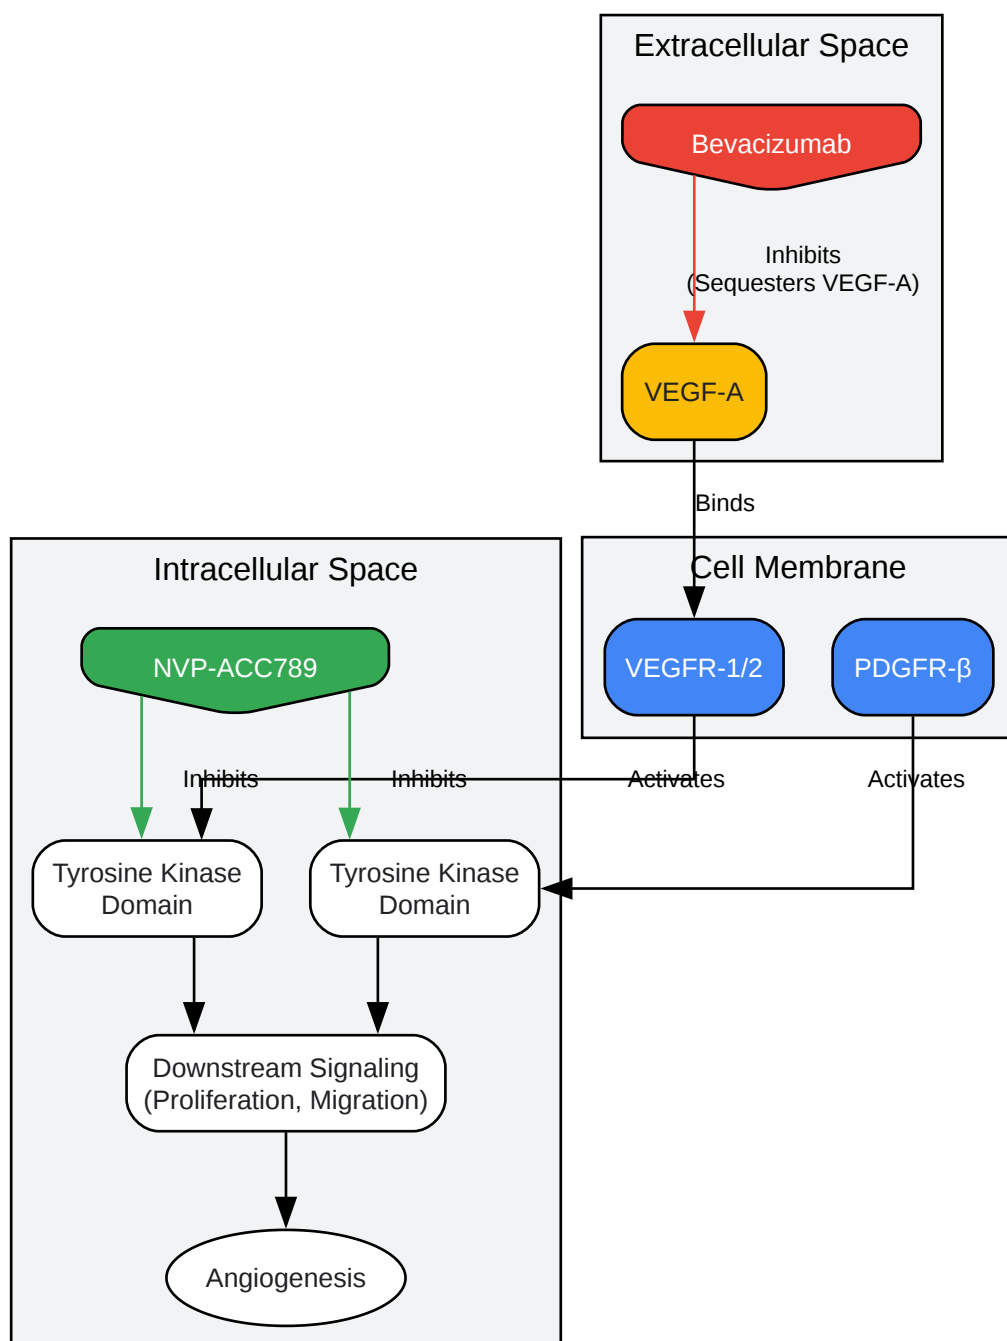 Extracellular Space
Bevacizumab
Inhibits
(Sequesters VEGF-A)
VEGF-A
Binds
Cell Membrane
VEGFR-1/2
PDGFR-β
Activates
Activates
Intracellular Space
NVP-ACC789
Inhibits
Inhibits
Tyrosine Kinase
Domain
Tyrosine Kinase
Domain
Downstream Signaling
(Proliferation, Migration)
Angiogenesis